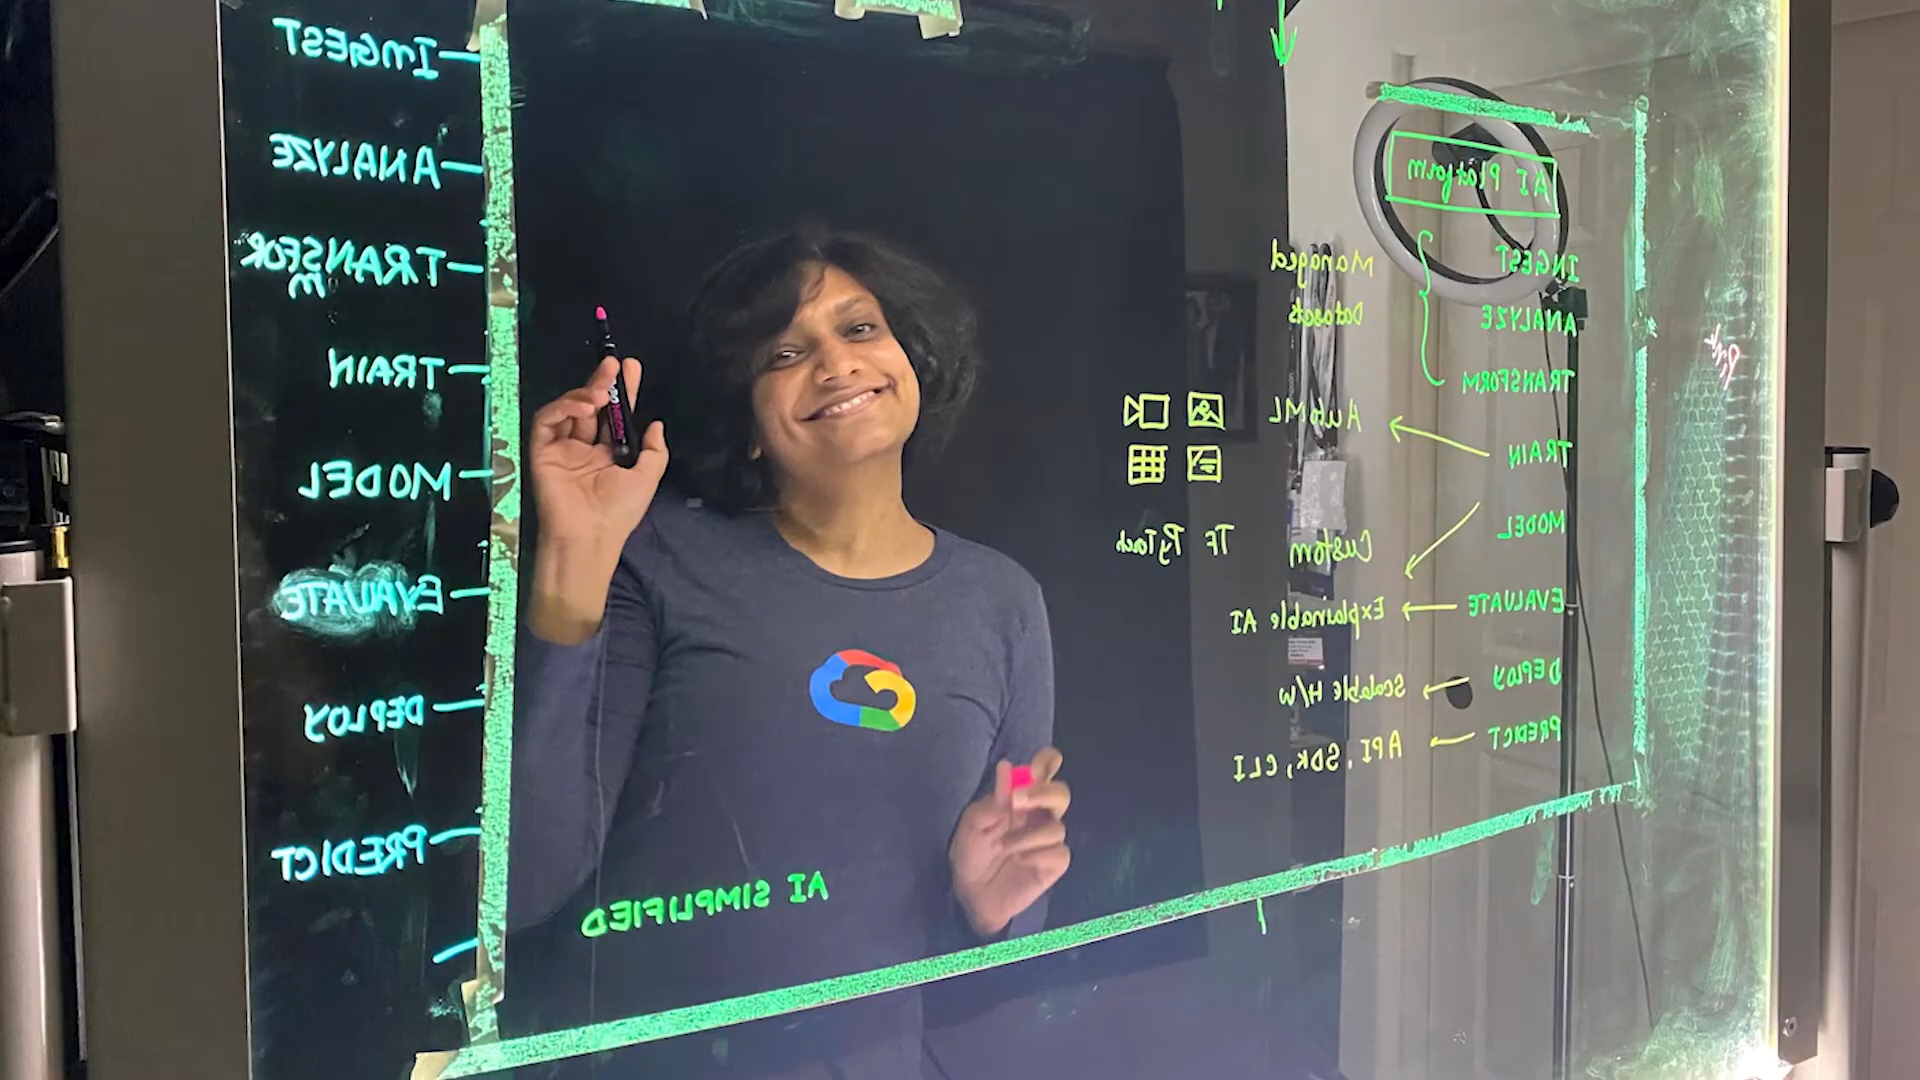 INGEST
ANALYZE
TRANSFOR
M
TRAIN
MODEL
EVALUATE
DEPLOY
PREDICT
AI SIMPLIFIED
AI Platform
INGEST
ANALYZE
TRANSFORM
Managed
Datasets
TRAIN
AutoML
MODEL
Custom
TF PyTorch
EVALUATE
Explainable AI
DEPLOY
Scalable H/W
PREDICT
API, SDK, CLI